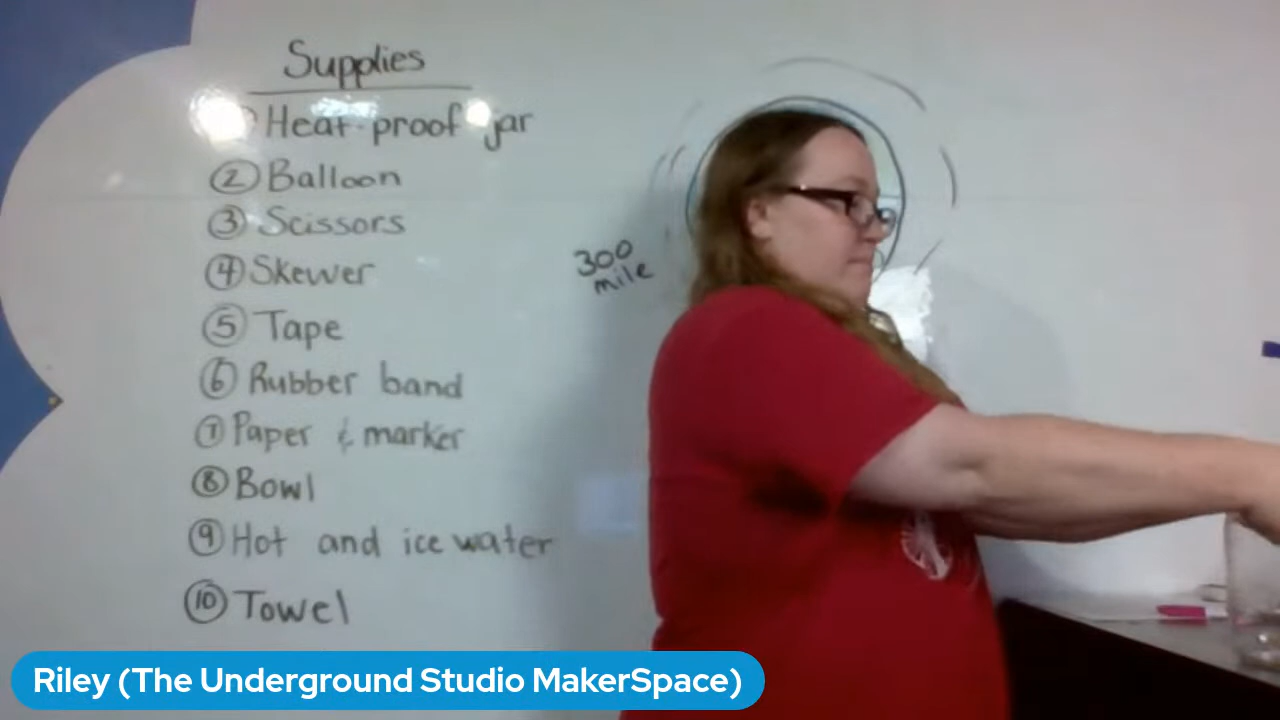 Supplies
Heat-proof jar
② Balloon
③ Scissors
④ Skewer
⑤ Tape
⑥ Rubber band
⑦ Paper & marker
⑧ Bowl
⑨ Hot and ice water
⑩ Towel
300
mile
Riley (The Underground Studio MakerSpace)